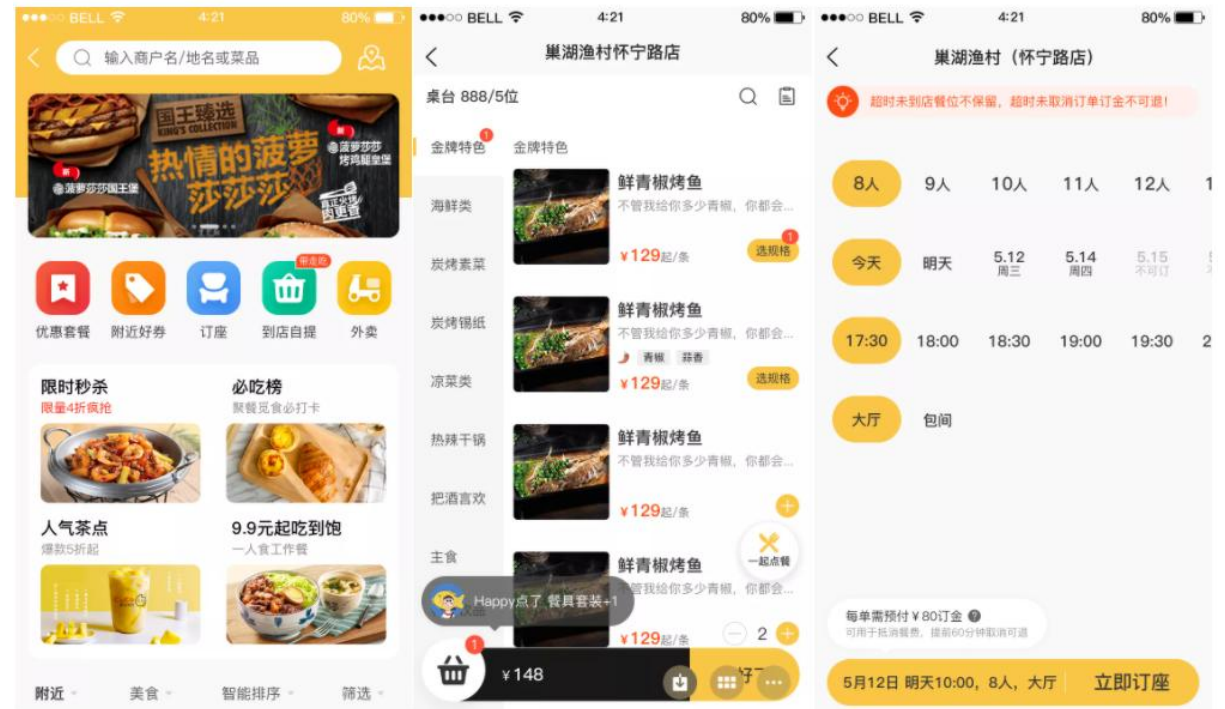 BELL 4:21 80%
输入商户名/地名或菜品
国王臻选
KING'S COLLECTION
热情的菠萝
莎莎莎
新
菠萝莎莎
烤鸡腿皇堡
新
菠萝莎莎国王堡
真正火烤
肉更香
带走吃
优惠套餐 附近好券 订座 到店自提 外卖
限时秒杀 必吃榜
限量4折疯抢 聚餐觅食必打卡
人气茶点 9.9元起吃到饱
爆款5折起 一人食工作餐
附近 美食 智能排序 筛选
BELL 4:21 80%
巢湖渔村怀宁路店
桌台 888/5位
金牌特色 1
海鲜类
炭烤素菜
炭烤锡纸
凉菜类
热辣干锅
把酒言欢
主食
金牌特色
鲜青椒烤鱼
不管我给你多少青椒，你都会...
¥129起/条 选规格 1
鲜青椒烤鱼
不管我给你多少青椒，你都会...
青椒 蒜香
¥129起/条 选规格
鲜青椒烤鱼
不管我给你多少青椒，你都会...
¥129起/条
一起点餐
鲜青椒烤鱼
管我给你多少青椒，你都会...
Happy点了 餐具套装+1
¥129起/条 2
1
¥148
BELL 4:21 80%
巢湖渔村（怀宁路店）
超时未到店餐位不保留，超时未取消订单订金不可退！
8人 9人 10人 11人 12人 1
今天 明天 5.12 5.14 5.15
周三 周四 不可订
17:30 18:00 18:30 19:00 19:30 2
大厅 包间
每单需预付¥80订金 ?
可用于抵消餐费，提前60分钟取消可退
5月12日 明天10:00，8人，大厅 立即订座